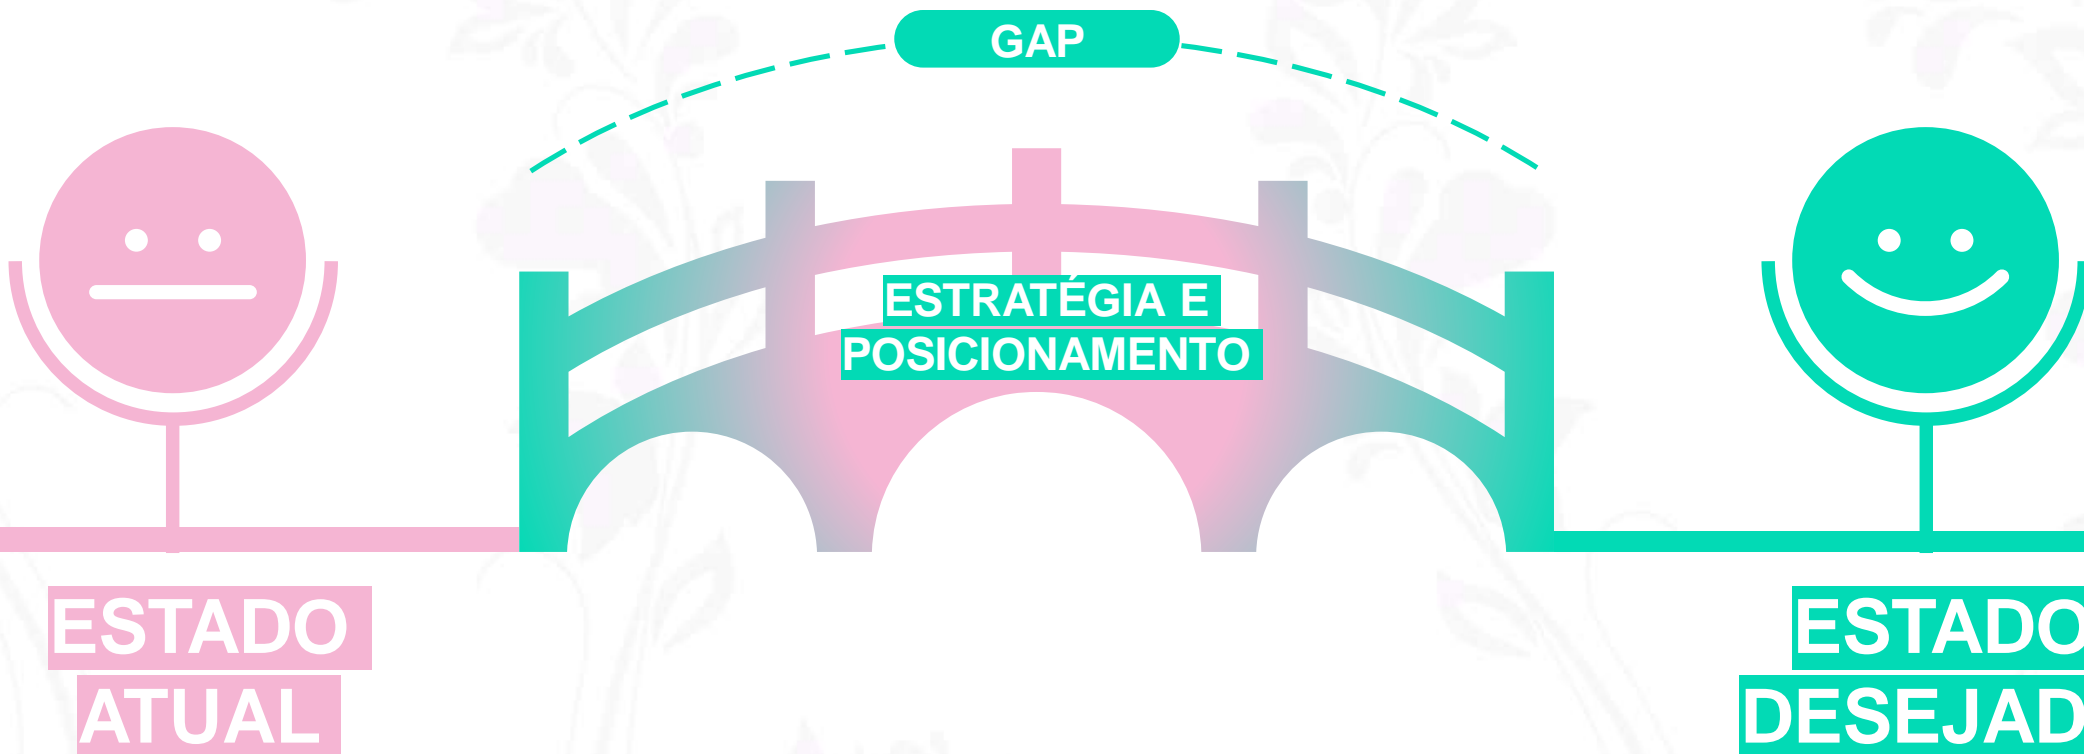 GAP
ESTRATÉGIA E
POSICIONAMENTO
ESTADO
ATUAL
ESTADO
DESEJAD